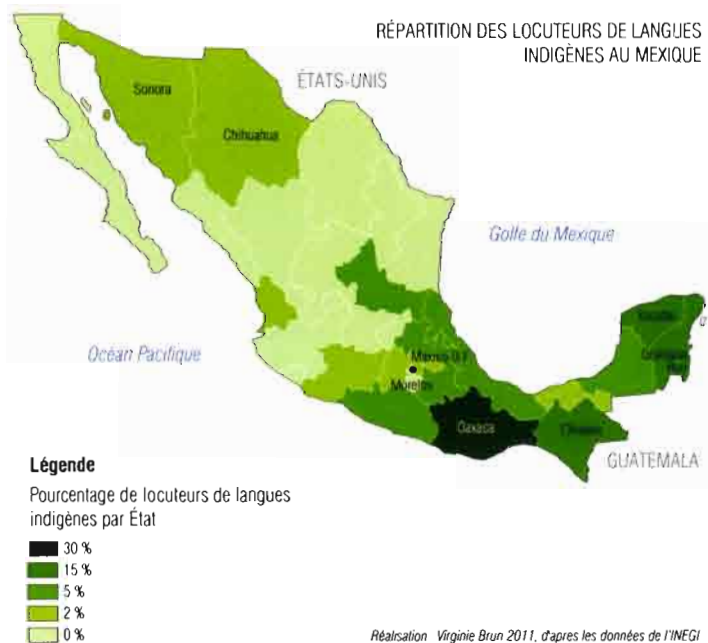 RÉPARTITION DES LOCUTEURS DE LANGUES
INDIGÈNES AU MEXIQUE
ÉTATS-UNIS
Sonora
Chihuahua
Golfe du Mexique
Océan Pacifique
Mexico D.F.
Morelos
Oaxaca
GUATEMALA
Légende
Pourcentage de locuteurs de langues
indigènes par État
30 %
15 %
5 %
2 %
0 %
Réalisation Virginie Brun 2011, d'apres les données de l'INEGI